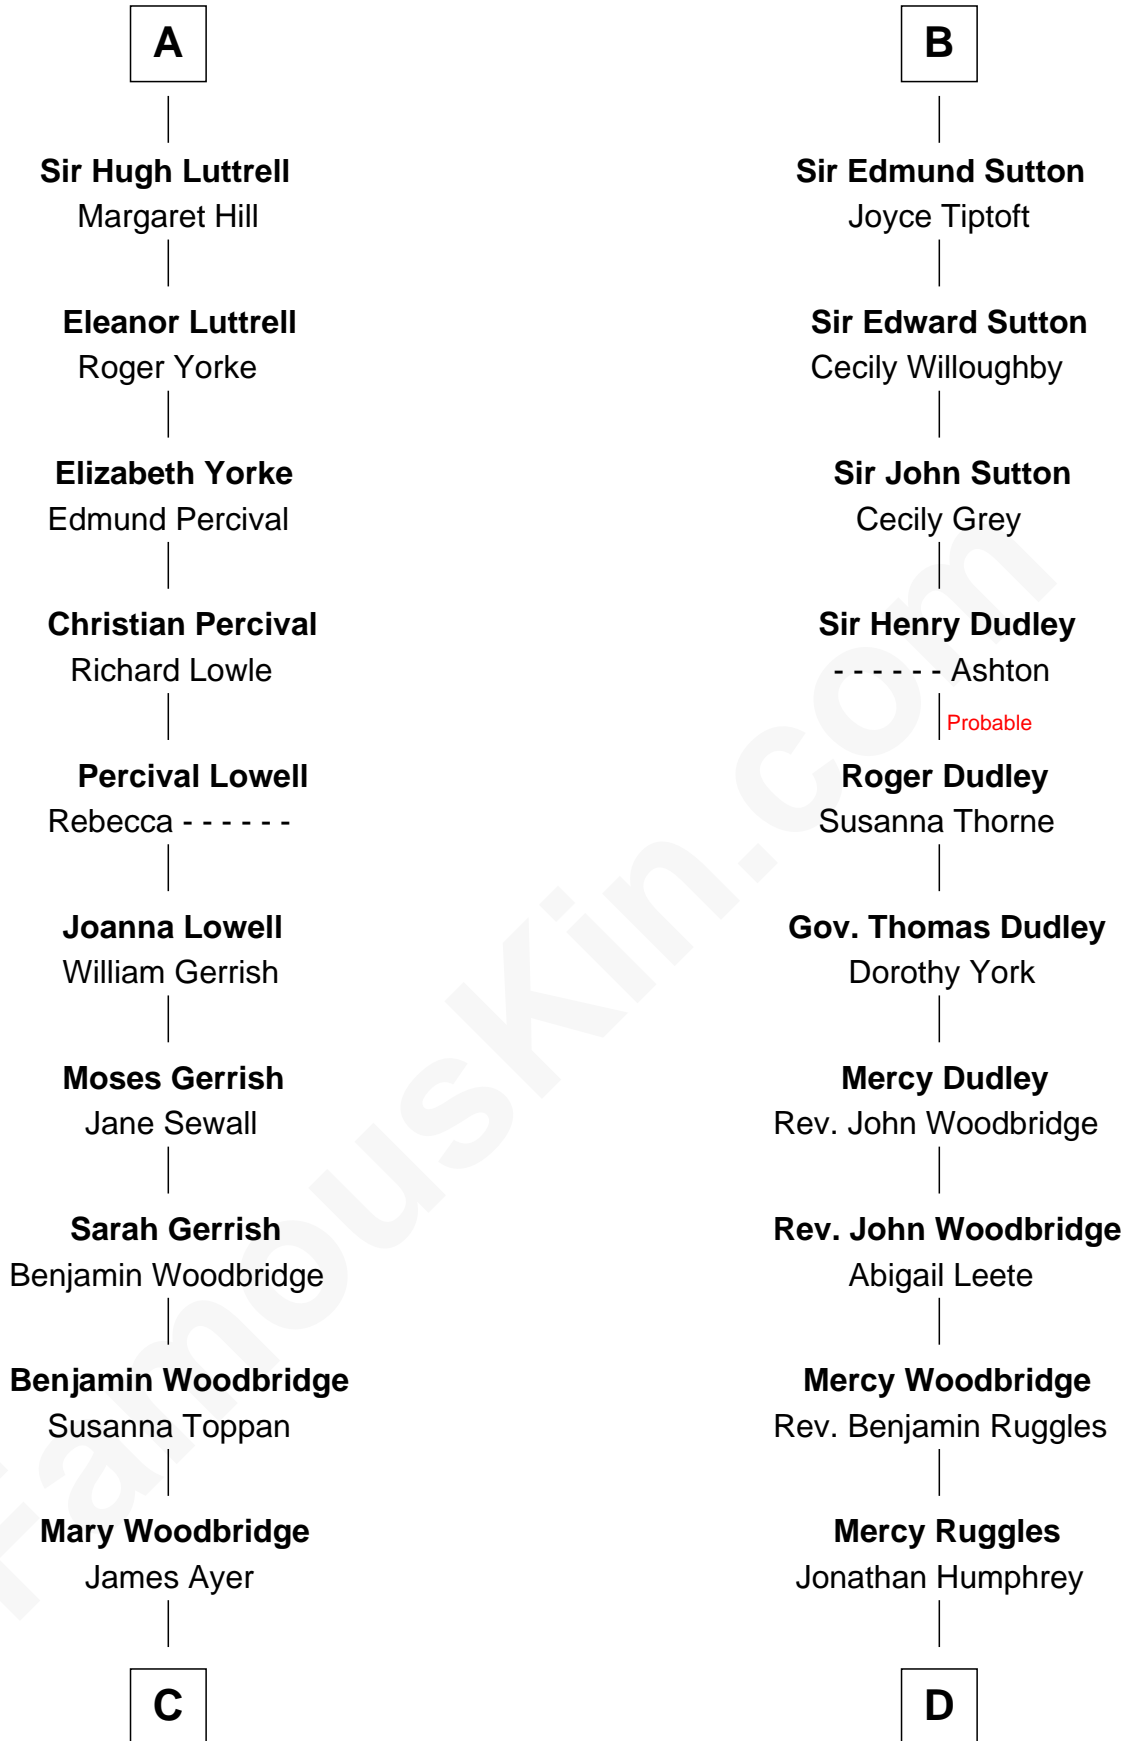 A
Sir Hugh Luttrell
Margaret Hill
Eleanor Luttrell
Roger Yorke
Elizabeth Yorke
Edmund Percival
Christian Percival
Richard Lowle
Percival Lowell
Rebecca - - - - - -
Joanna Lowell
William Gerrish
Moses Gerrish
Jane Sewall
Sarah Gerrish
Benjamin Woodbridge
Benjamin Woodbridge
Susanna Toppan
Mary Woodbridge
James Ayer
C
B
Sir Edmund Sutton
Joyce Tiptoft
Sir Edward Sutton
Cecily Willoughby
Sir John Sutton
Cecily Grey
Sir Henry Dudley
- - - - - - Ashton
Probable
Roger Dudley
Susanna Thorne
Gov. Thomas Dudley
Dorothy York
Mercy Dudley
Rev. John Woodbridge
Rev. John Woodbridge
Abigail Leete
Mercy Woodbridge
Rev. Benjamin Ruggles
Mercy Ruggles
Jonathan Humphrey
D
FamousKin.com